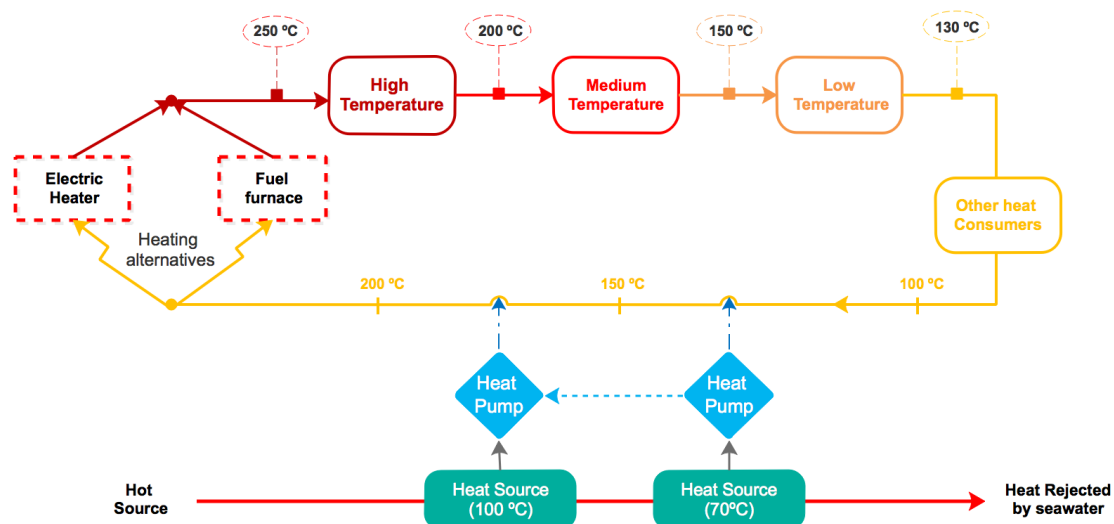 250 ºC
200 ºC
150 ºC
130 ºC
High
Temperature
Medium
Temperature
Low
Temperature
Electric
Heater
Fuel
furnace
Other heat
Consumers
Heating
alternatives
200 ºC
150 ºC
100 ºC
Heat
Pump
Heat
Pump
Hot
Source
Heat Source
(100 ºC)
Heat Source
(70ºC)
Heat Rejected
by seawater